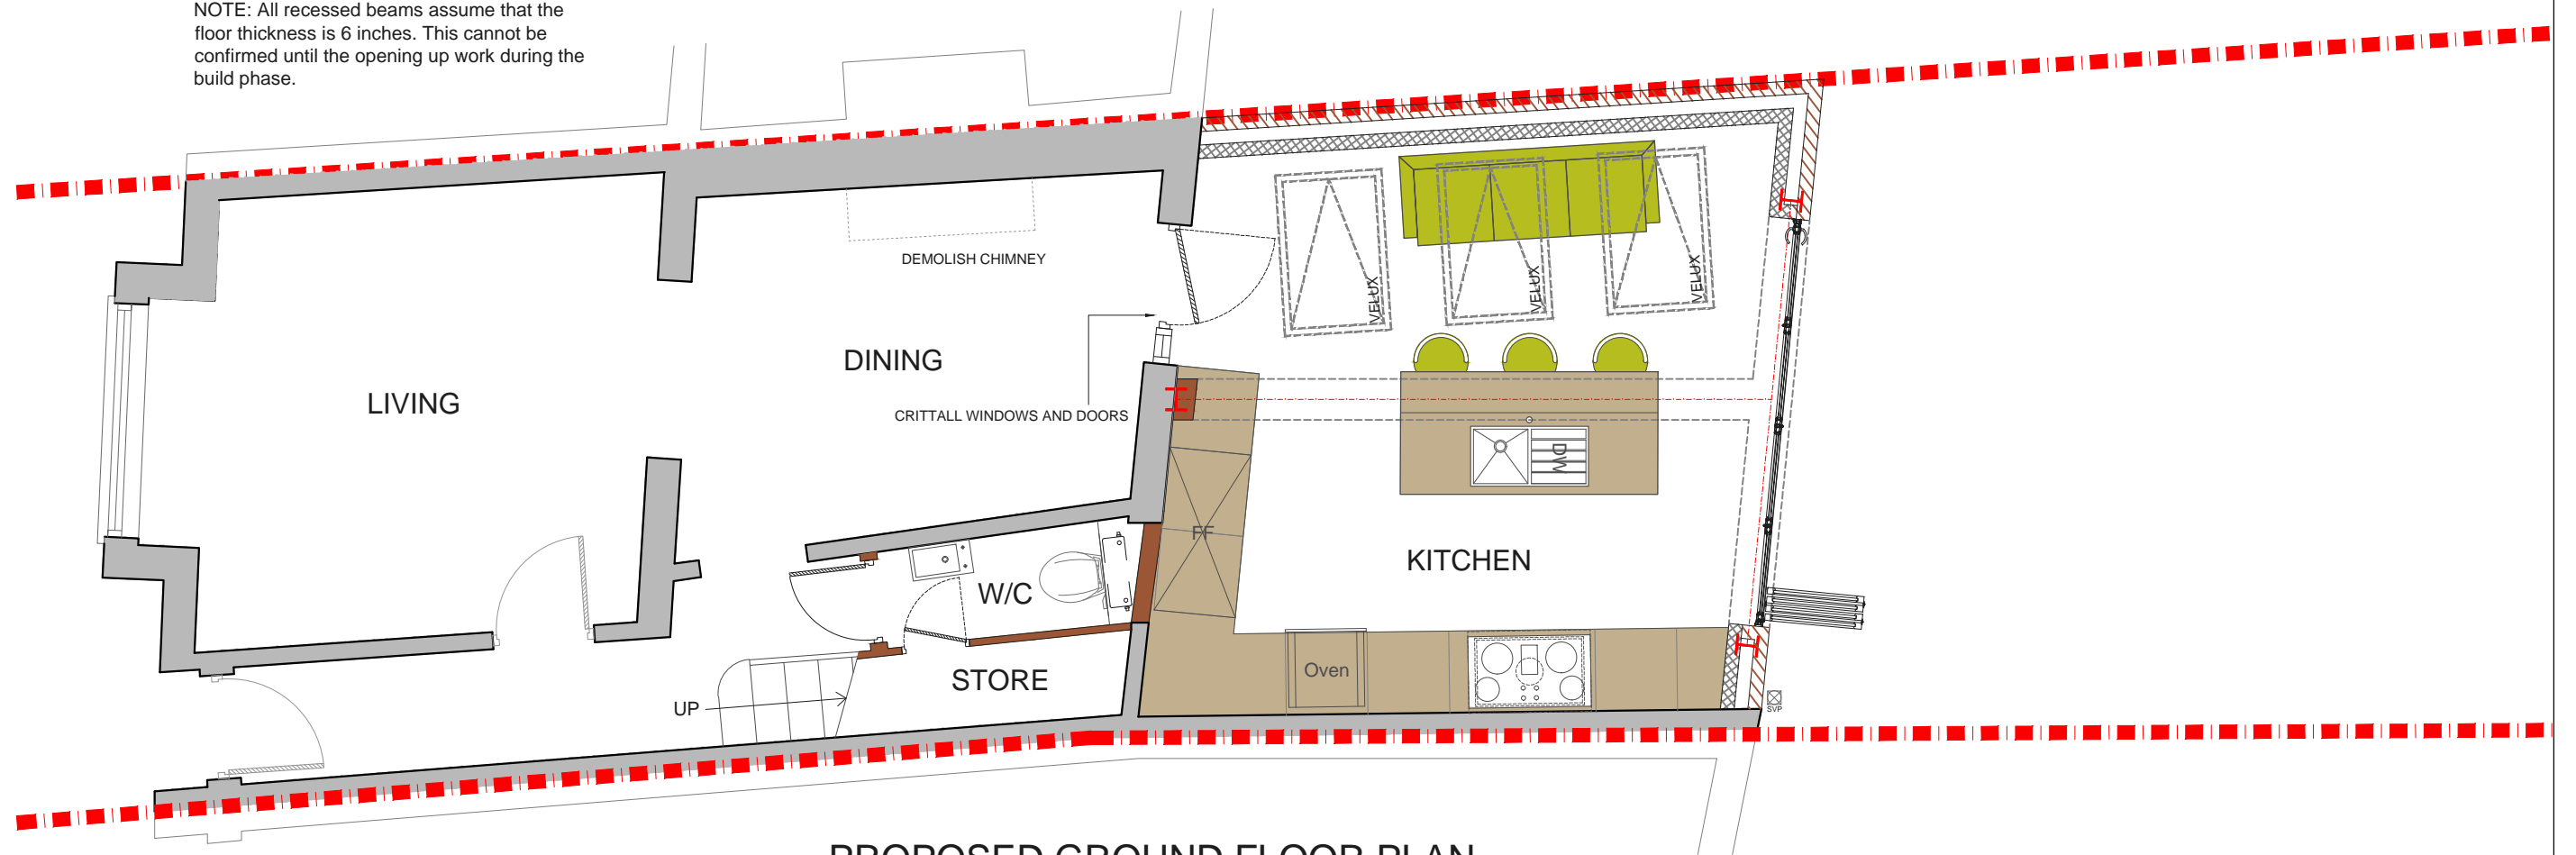 NOTE: All recessed beams assume that the
floor thickness is 6 inches. This cannot be
confirmed until the opening up work during the
build phase.
DEMOLISH CHIMNEY
VELUX
VELUX
VELUX
DINING
LIVING
CRITTALL WINDOWS AND DOORS
DW
FF
KITCHEN
W/C
STORE
Oven
UP
SVP
PROPOSED GROUND FLOOR PLAN